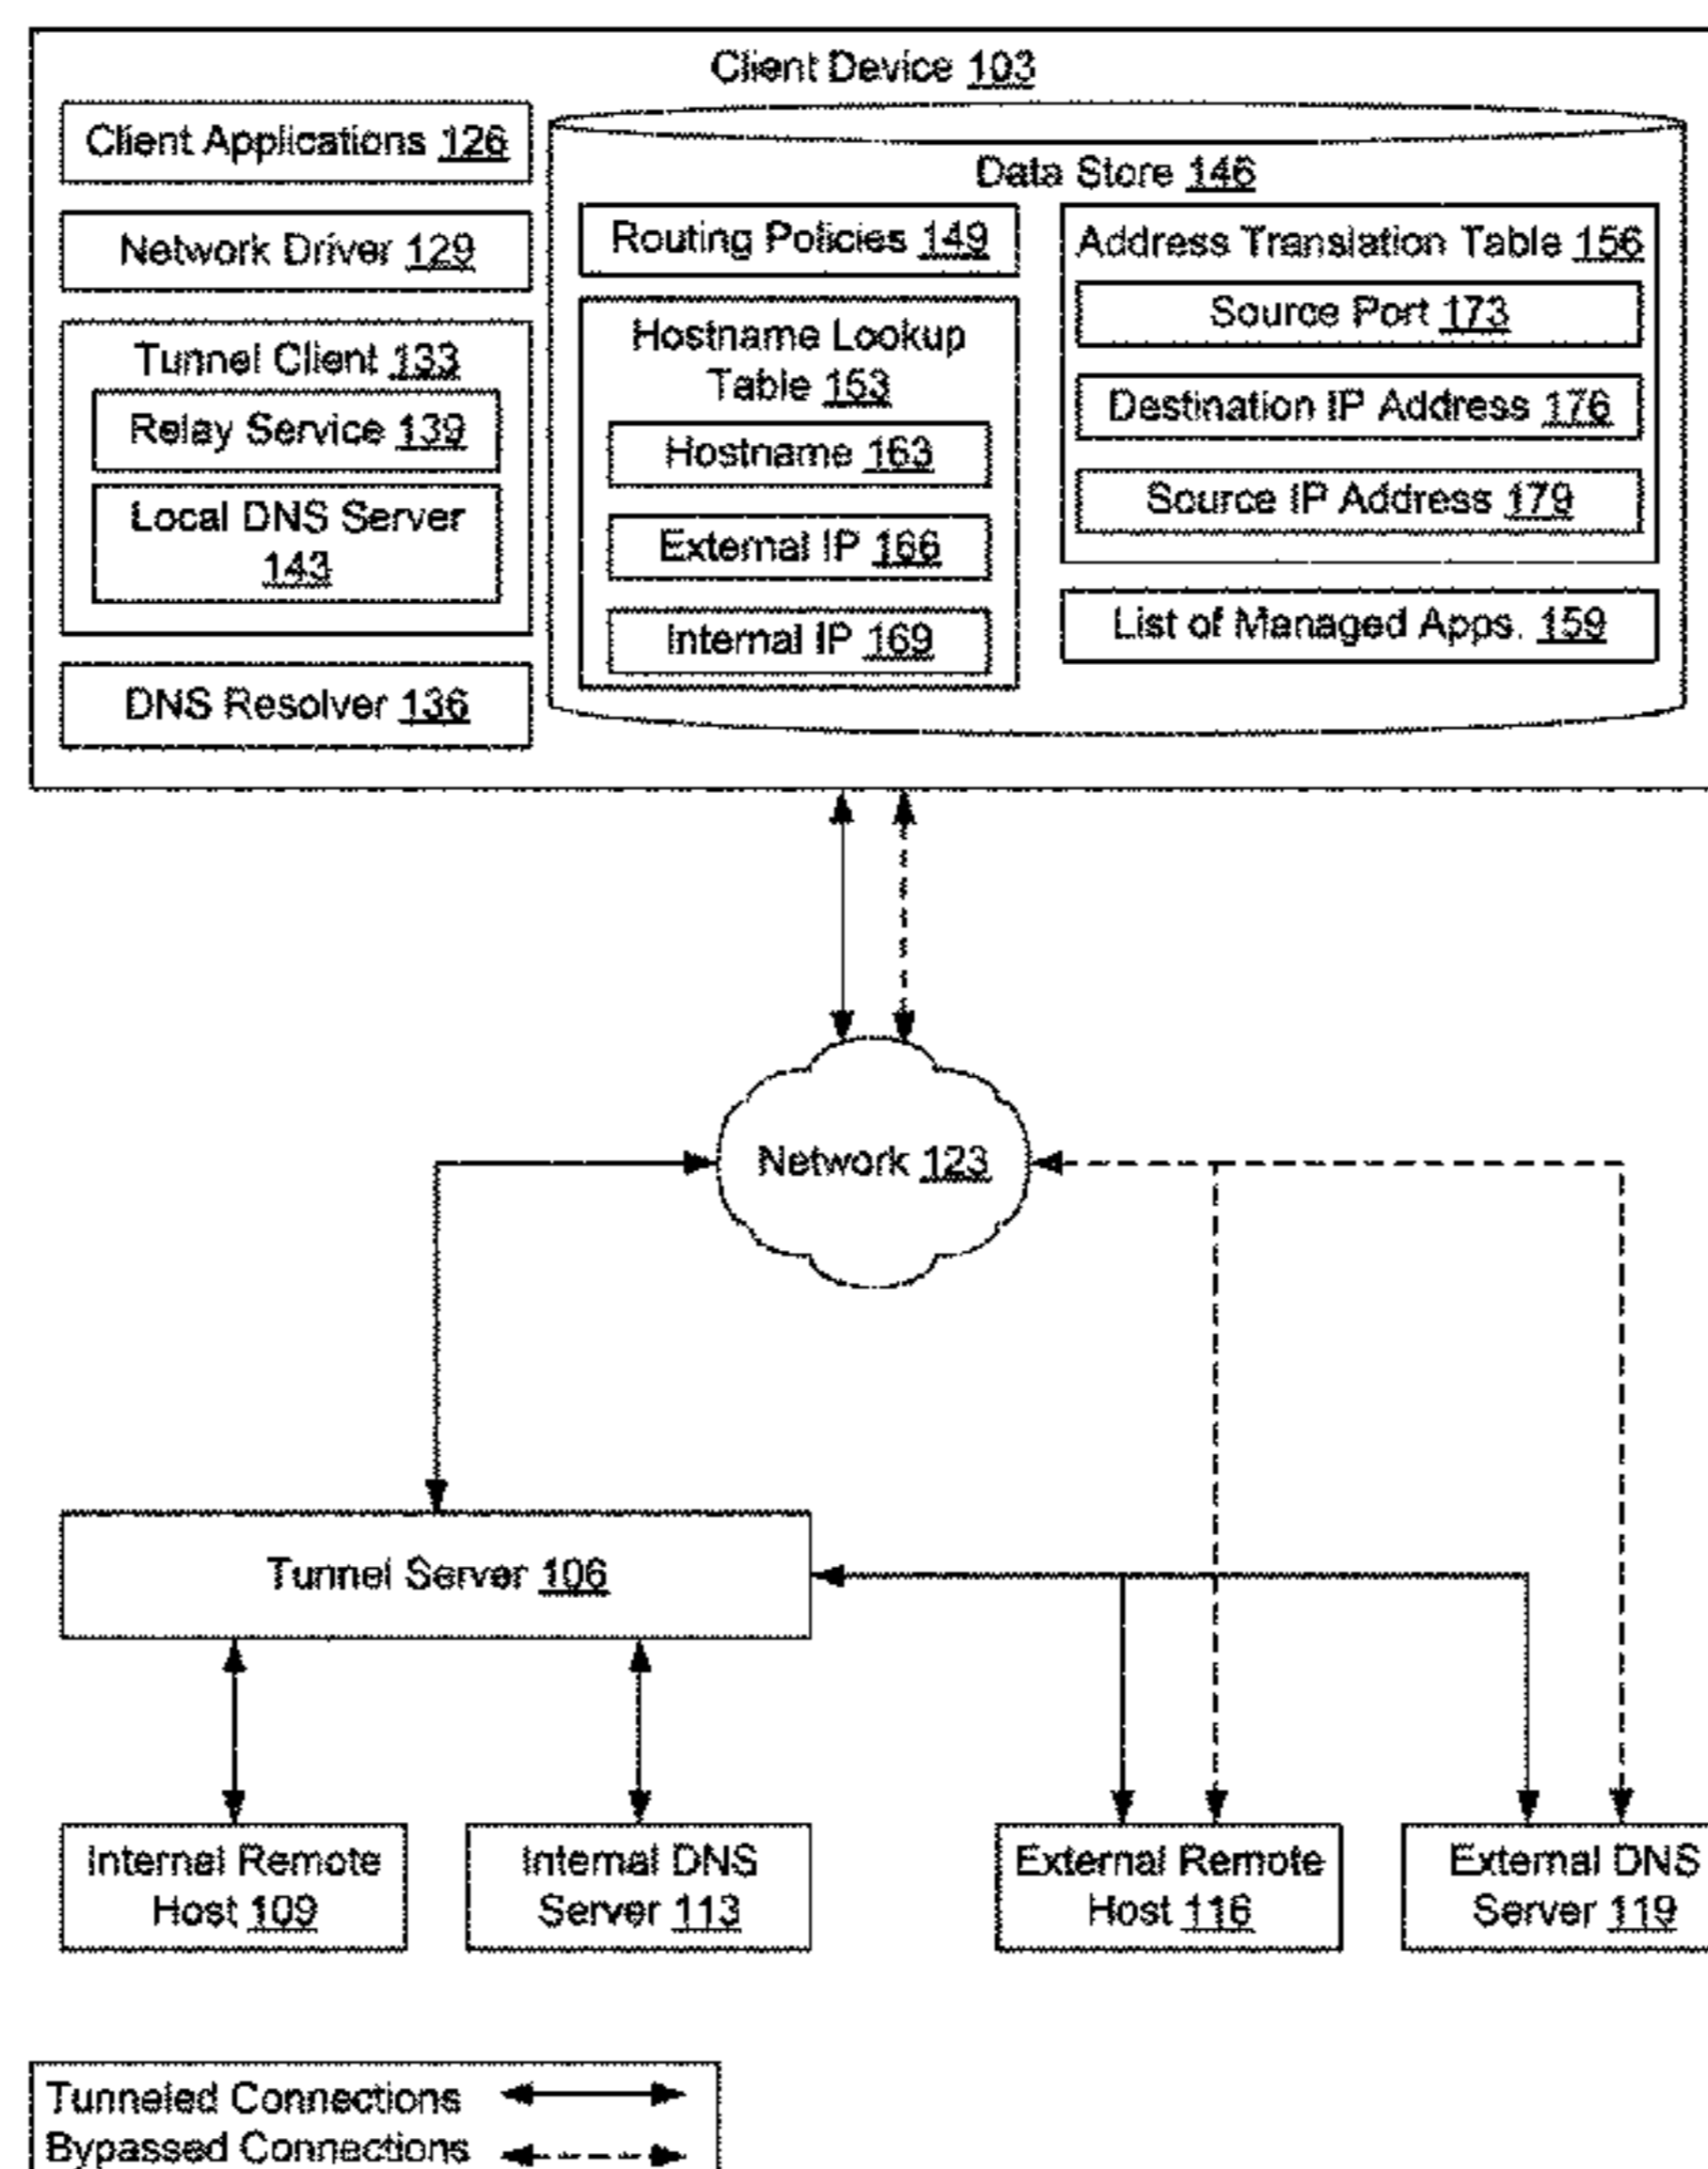 Client Device 103
Client Applications 126
Network Driver 129
Tunnel Client 133
Relay Service 139
Local DNS Server
143
DNS Resolver 136
Data Store 146
Routing Policies 149
Hostname Lookup
Table 153
Hostname 163
External IP 166
Internal IP 169
Address Translation Table 156
Source Port 173
Destination IP Address 176
Source IP Address 179
List of Managed Apps. 159
Network 123
Tunnel Server 106
Internal Remote
Host 109
Internal DNS
Server 113
External Remote
Host 116
External DNS
Server 119
Tunneled Connections
Bypassed Connections